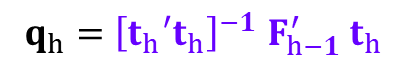 𝐪ₕ = [𝐭ₕ′𝐭ₕ]⁻¹ 𝐅′ₕ₋₁ 𝐭ₕ